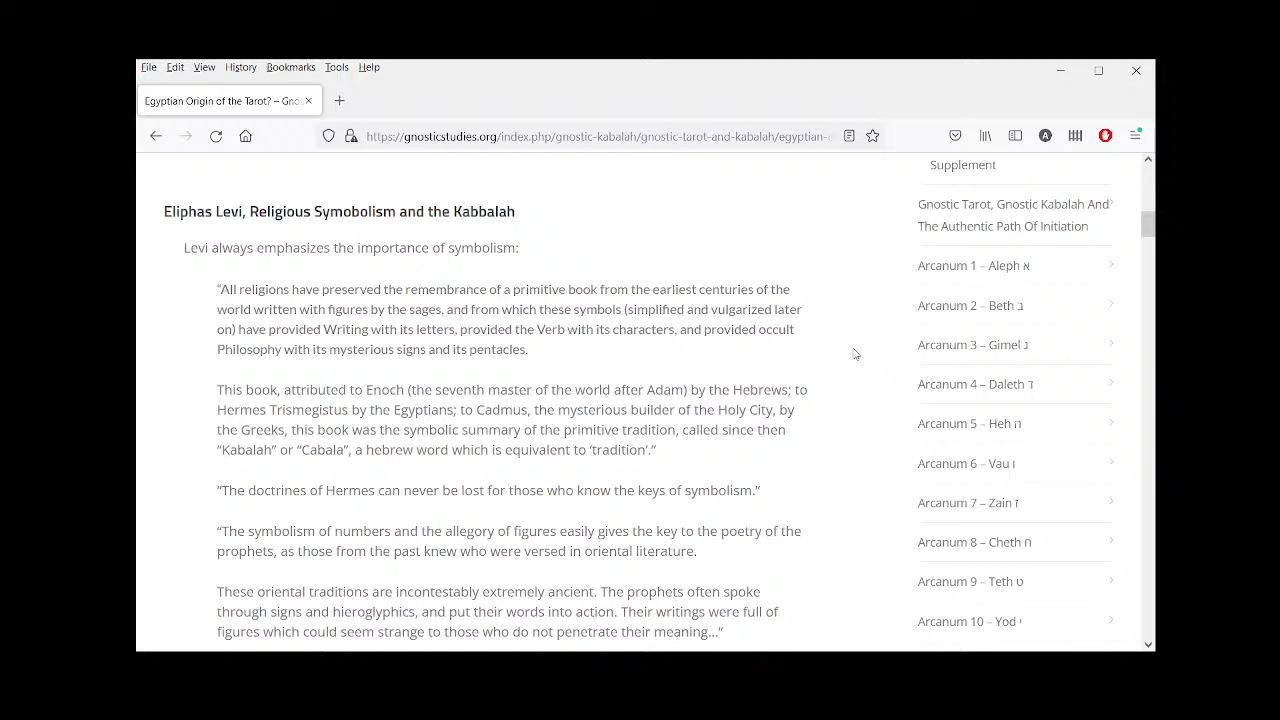 File Edit View History Bookmarks Tools Help
Egyptian Origin of the Tarot? – Gno
https://gnosticstudies.org/index.php/gnostic-kabalah/gnostic-tarot-and-kabalah/egyptian-
Eliphas Levi, Religious Symobolism and the Kabbalah
Levi always emphasizes the importance of symbolism:
“All religions have preserved the remembrance of a primitive book from the earliest centuries of the
world written with figures by the sages, and from which these symbols (simplified and vulgarized later
on) have provided Writing with its letters, provided the Verb with its characters, and provided occult
Philosophy with its mysterious signs and its pentacles.
This book, attributed to Enoch (the seventh master of the world after Adam) by the Hebrews; to
Hermes Trismegistus by the Egyptians; to Cadmus, the mysterious builder of the Holy City, by
the Greeks, this book was the symbolic summary of the primitive tradition, called since then
“Kabalah” or “Cabala”, a hebrew word which is equivalent to ‘tradition’.”
“The doctrines of Hermes can never be lost for those who know the keys of symbolism.”
“The symbolism of numbers and the allegory of figures easily gives the key to the poetry of the
prophets, as those from the past knew who were versed in oriental literature.
These oriental traditions are incontestably extremely ancient. The prophets often spoke
through signs and hieroglyphics, and put their words into action. Their writings were full of
figures which could seem strange to those who do not penetrate their meaning…”
Supplement
Gnostic Tarot, Gnostic Kabalah And
The Authentic Path Of Initiation
Arcanum 1 – Aleph א
Arcanum 2 – Beth ב
Arcanum 3 – Gimel ג
Arcanum 4 – Daleth ד
Arcanum 5 – Heh ה
Arcanum 6 – Vau ו
Arcanum 7 – Zain ז
Arcanum 8 – Cheth ח
Arcanum 9 – Teth ט
Arcanum 10 – Yod י